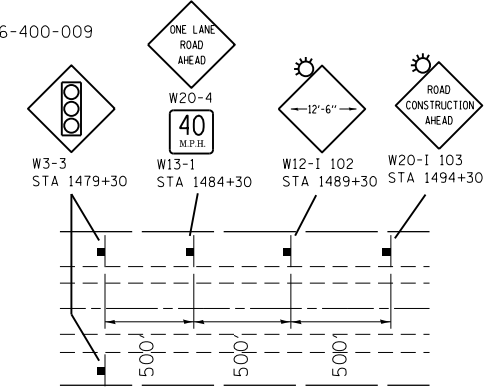 6-400-009
ONE LANE
ROAD
AHEAD
W20-4
40
M.P.H.
W13-1
STA 1484+30
W3-3
STA 1479+30
12'-6"
W12-I 102
STA 1489+30
ROAD
CONSTRUCTION
AHEAD
W20-I 103
STA 1494+30
500'
500'
500'